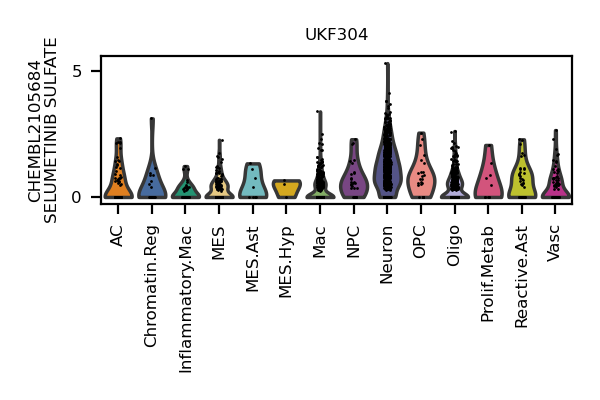 UKF304
CHEMBL2105684
SELUMETINIB SULFATE
5
0
AC
Chromatin.Reg
Inflammatory.Mac
MES
MES.Ast
MES.Hyp
Mac
NPC
Neuron
OPC
Oligo
Prolif.Metab
Reactive.Ast
Vasc